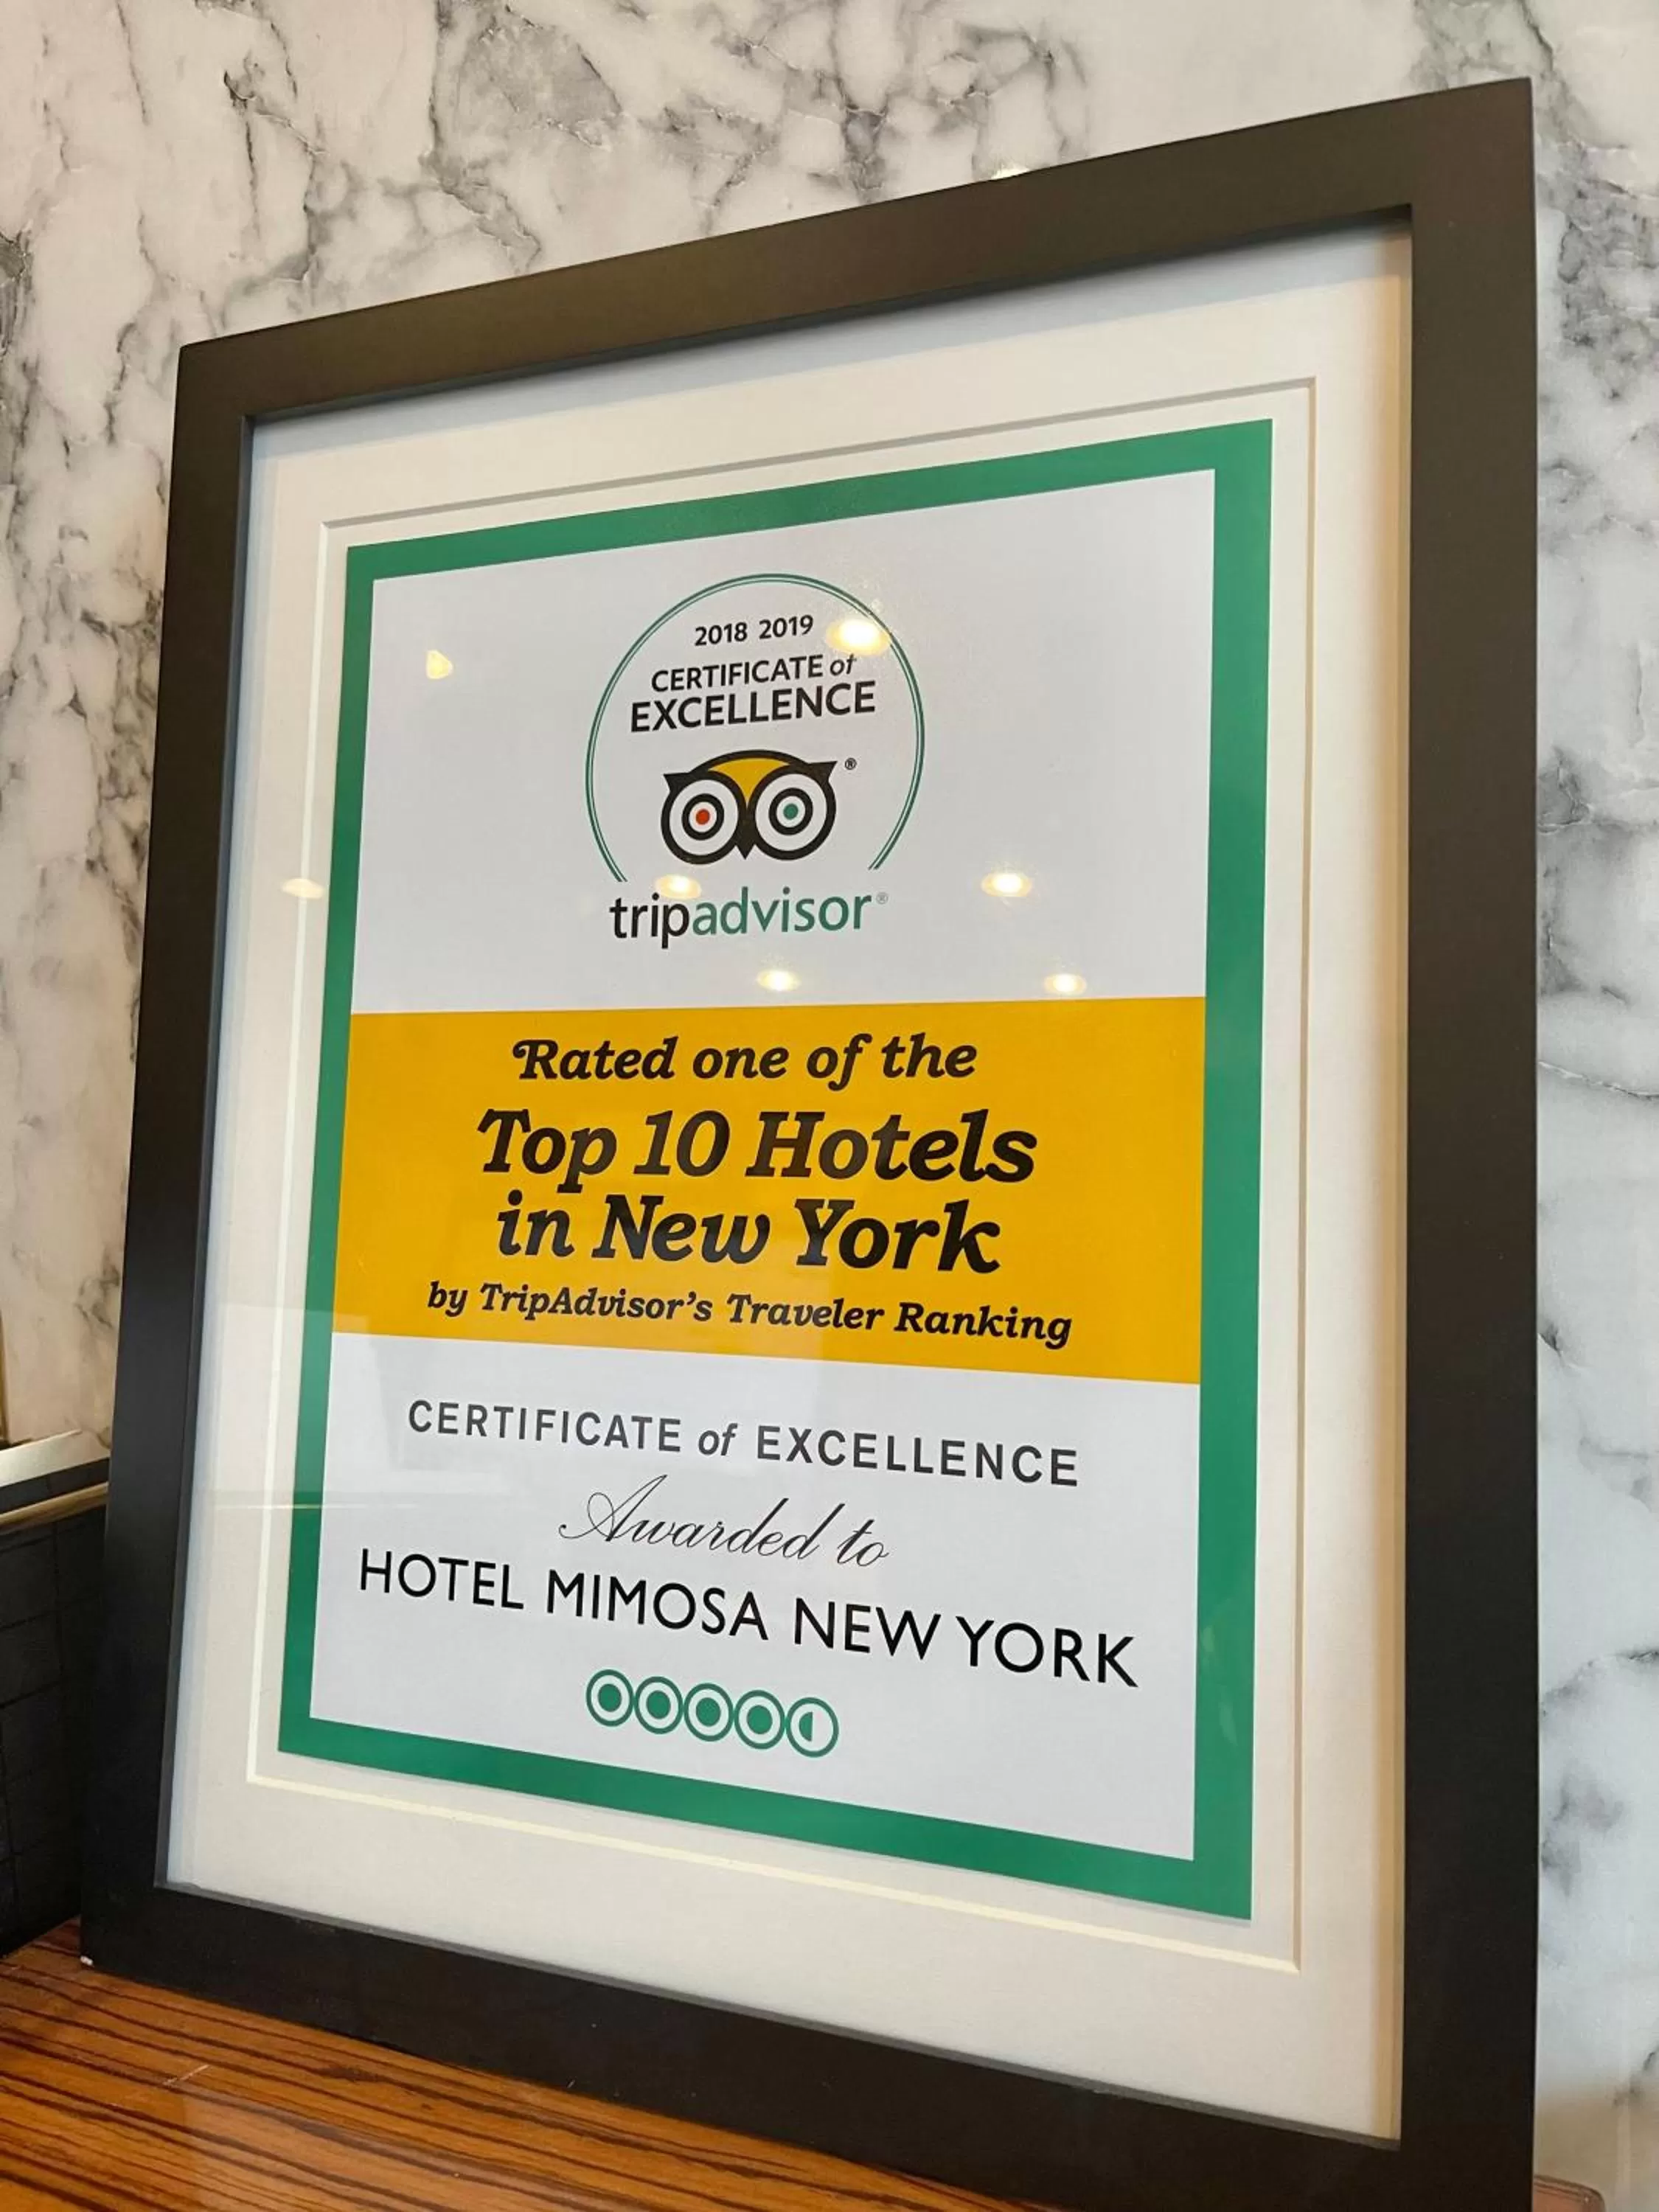 2018 2019
CERTIFICATE of
EXCELLENCE
®
tripadvisor®
Rated one of the
Top 10 Hotels
in New York
by TripAdvisor's Traveler Ranking
CERTIFICATE of EXCELLENCE
Awarded to
HOTEL MIMOSA NEW YORK